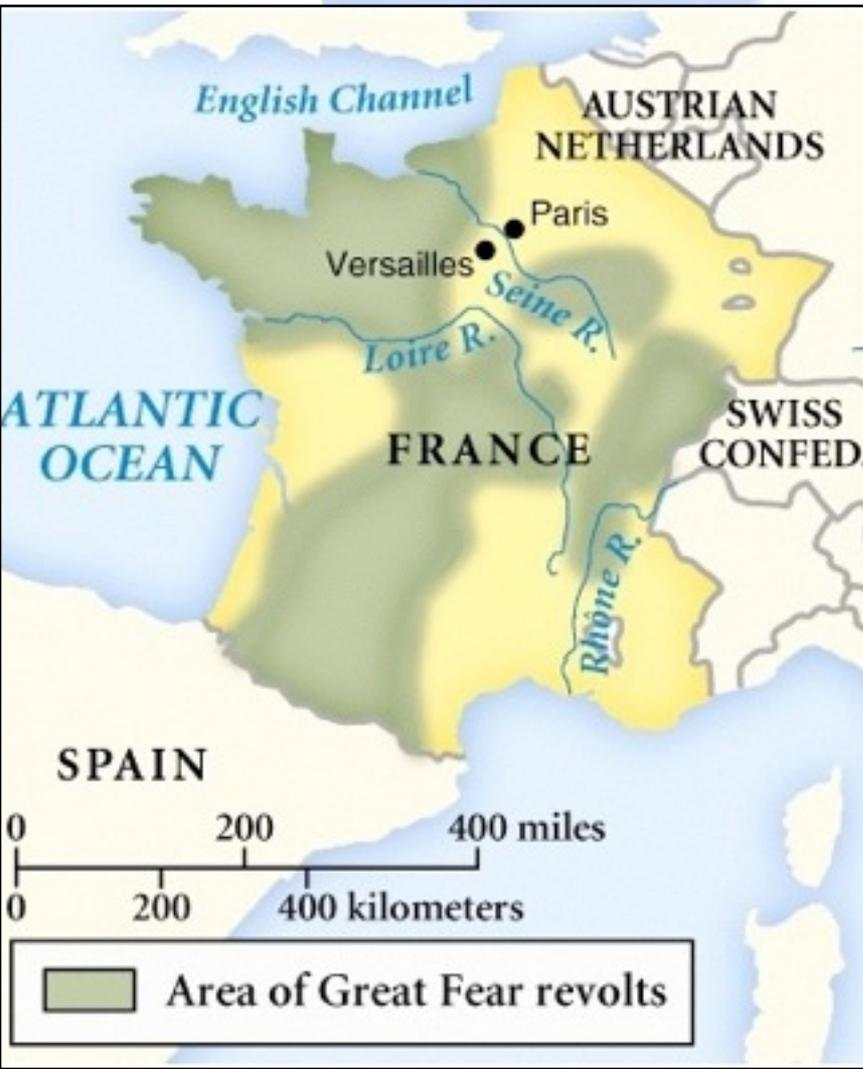 English Channel
AUSTRIAN
NETHERLANDS
Paris
Versailles
Seine R.
Loire R.
ATLANTIC
OCEAN
FRANCE
SWISS
CONFED.
Rhône R.
SPAIN
0 200 400 miles
0 200 400 kilometers
Area of Great Fear revolts